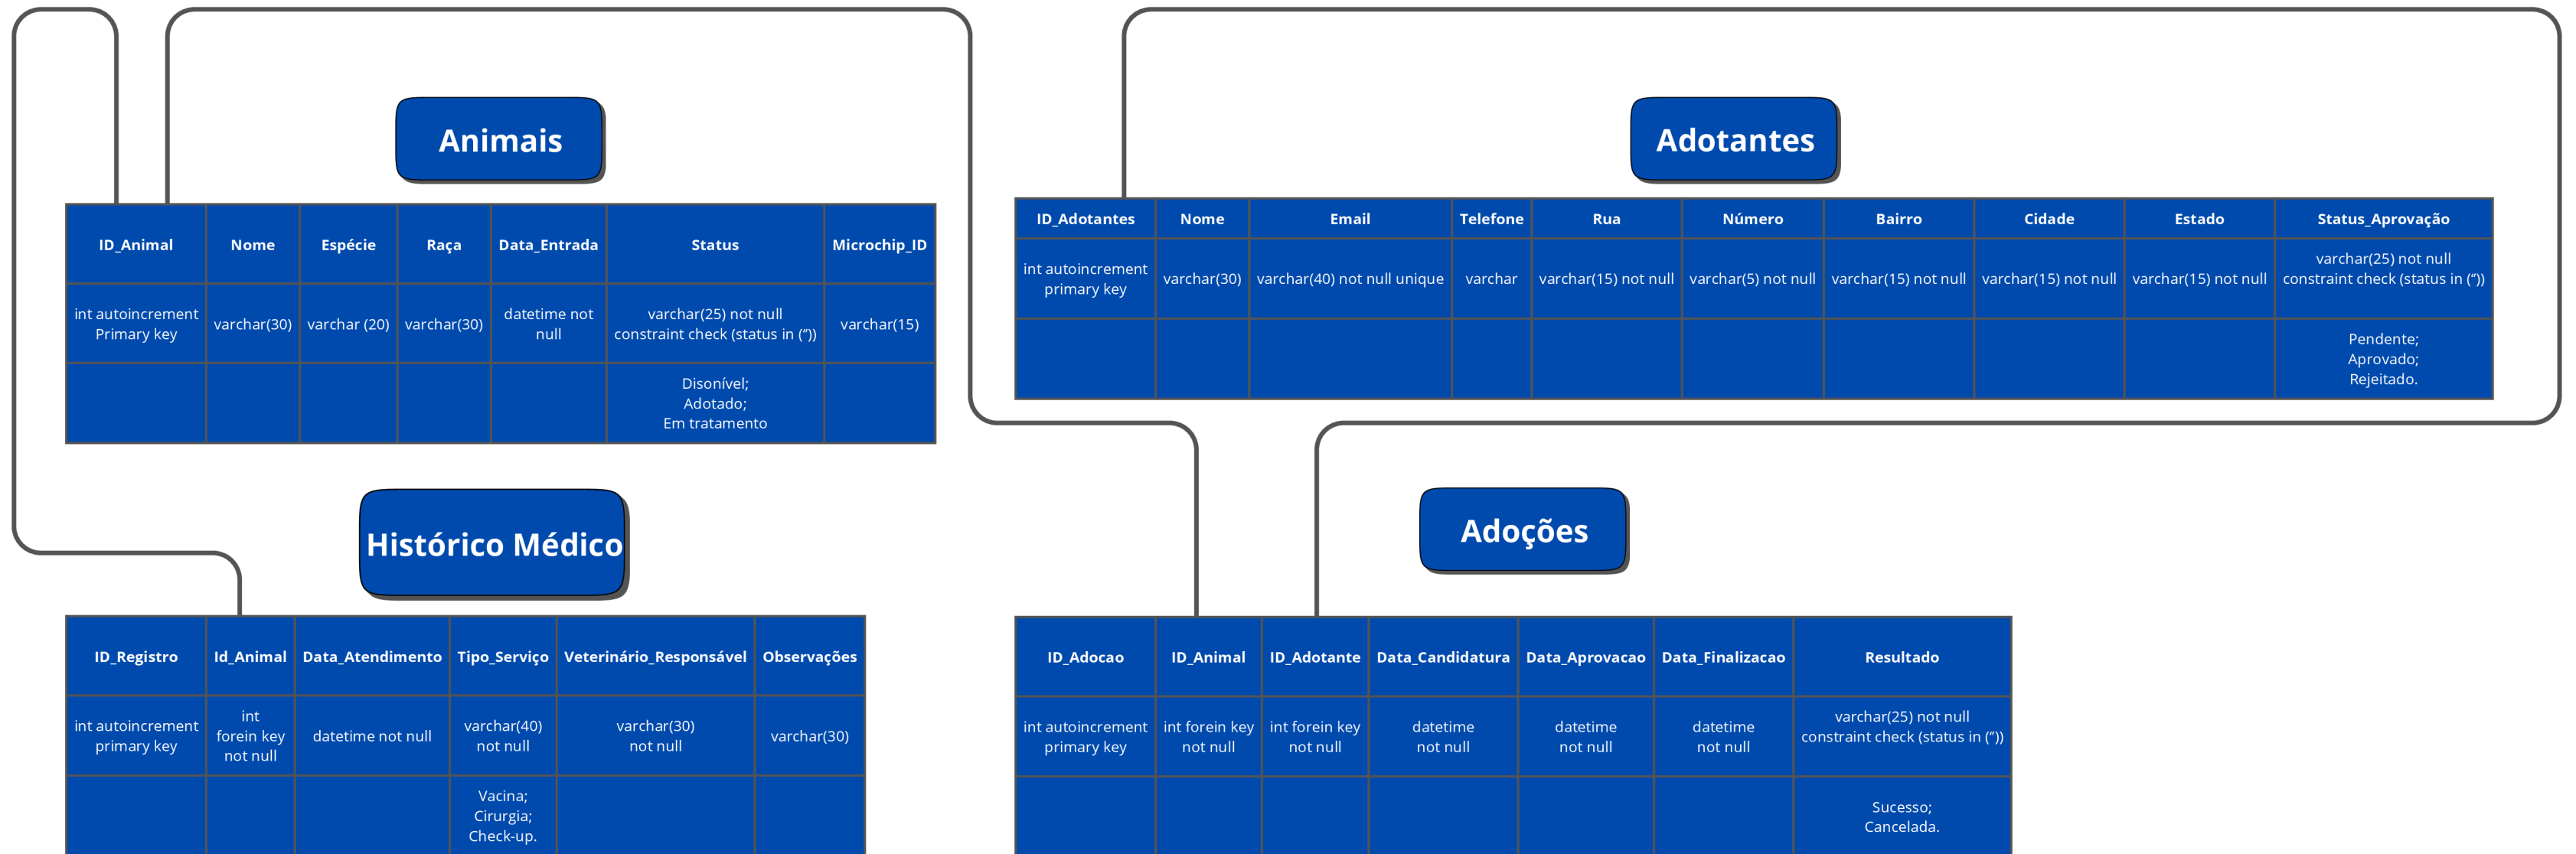 Animais
ID_Animal Nome Espécie Raça Data_Entrada Status Microchip_ID
int autoincrement
Primary key
varchar(30)
varchar (20)
varchar(30)
datetime not
null
varchar(25) not null
constraint check (status in (‘’))
varchar(15)
Disonível;
Adotado;
Em tratamento
Adotantes
ID_Adotantes Nome Email Telefone Rua Número Bairro Cidade Estado Status_Aprovação
int autoincrement
primary key
varchar(30)
varchar(40) not null unique
varchar
varchar(15) not null
varchar(5) not null
varchar(15) not null
varchar(15) not null
varchar(15) not null
varchar(25) not null
constraint check (status in (‘’))
Pendente;
Aprovado;
Rejeitado.
Histórico Médico
ID_Registro Id_Animal Data_Atendimento Tipo_Serviço Veterinário_Responsável Observações
int autoincrement
primary key
int
forein key
not null
datetime not null
varchar(40)
not null
varchar(30)
not null
varchar(30)
Vacina;
Cirurgia;
Check-up.
Adoções
ID_Adocao ID_Animal ID_Adotante Data_Candidatura Data_Aprovacao Data_Finalizacao Resultado
int autoincrement
primary key
int forein key
not null
int forein key
not null
datetime
not null
datetime
not null
datetime
not null
varchar(25) not null
constraint check (status in (‘’))
Sucesso;
Cancelada.